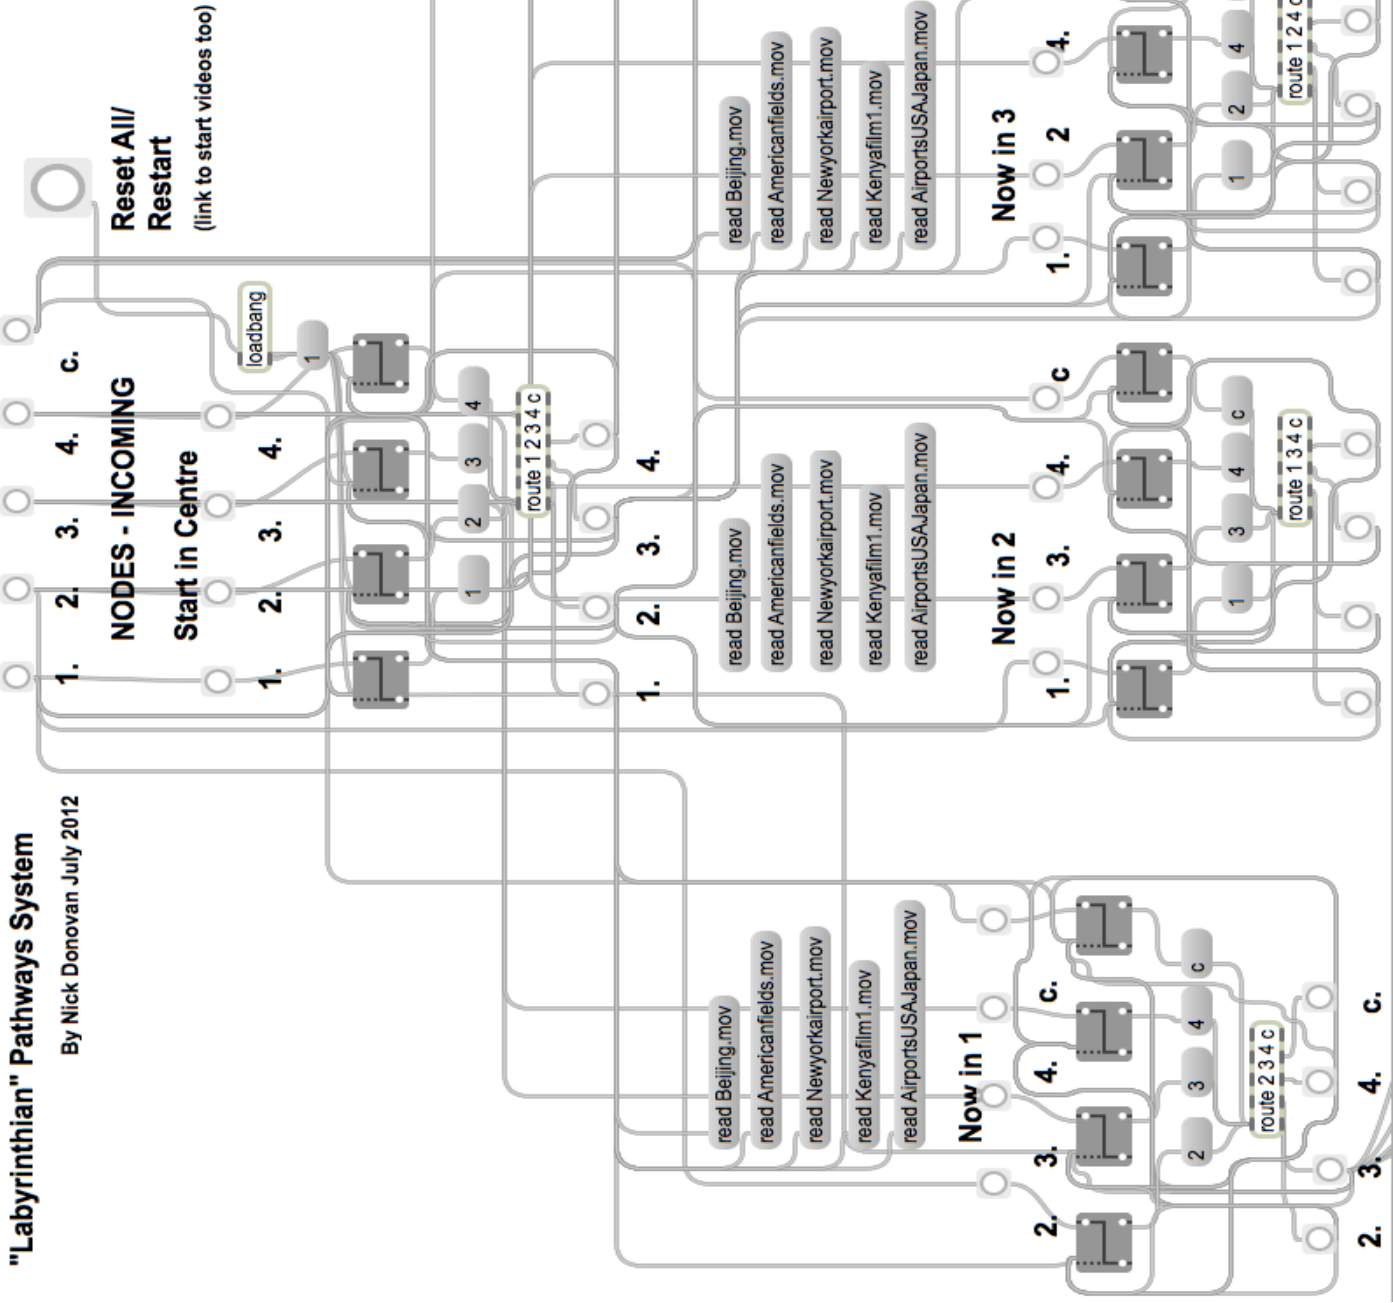 "Labyrinthian" Pathways System
By Nick Donovan July 2012
1. 2. 3. 4. c.
NODES - INCOMING
Start in Centre
Reset All/
Restart
(link to start videos too)
loadbang
1. 2. 3. 4.
1
1 2 3 4
route 1 2 3 4 c
1. 2. 3. 4.
read Beijing.mov
read Americanfields.mov
read Newyorkairport.mov
read Kenyafilm1.mov
read AirportsUSAJapan.mov
Now in 1
2. 3. 4. c.
2 3 4 c
route 2 3 4 c
2. 3. 4. c.
read Beijing.mov
read Americanfields.mov
read Newyorkairport.mov
read Kenyafilm1.mov
read AirportsUSAJapan.mov
Now in 2
1. 3. 4. c
1 3 4 c
route 1 3 4 c
read Beijing.mov
read Americanfields.mov
read Newyorkairport.mov
read Kenyafilm1.mov
read AirportsUSAJapan.mov
Now in 3
1. 2 4.
1 2 4
route 1 2 4 c